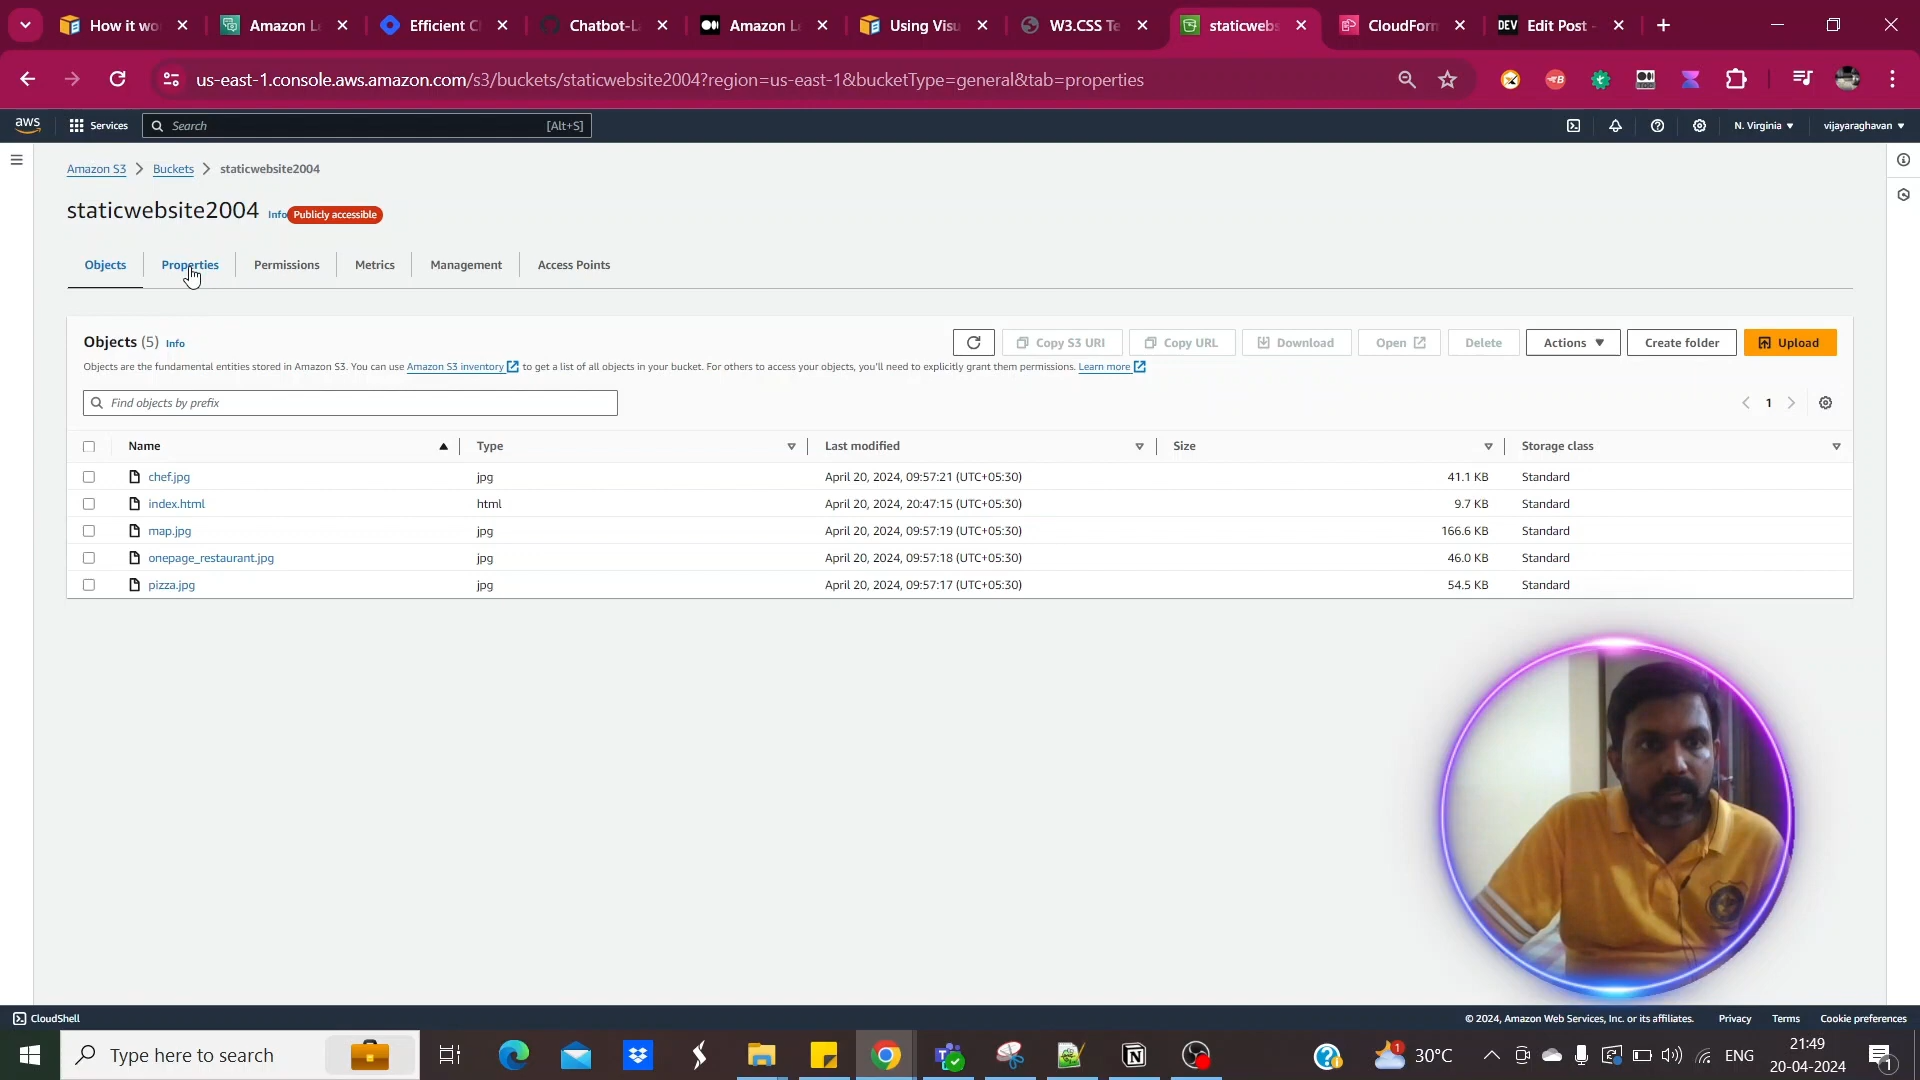 How it wo
Amazon L
Efficient C
Chatbot-L
Amazon L
Using Visu
W3.CSS Te
staticwebs
CloudForm
DEV Edit Post -
us-east-1.console.aws.amazon.com/s3/buckets/staticwebsite2004?region=us-east-1&bucketType=general&tab=properties
aws Services Search [Alt+S] N. Virginia ▼ vijayaraghavan ▼
Amazon S3 > Buckets > staticwebsite2004
staticwebsite2004 Info Publicly accessible
Objects Properties Permissions Metrics Management Access Points
Objects (5) Info
Copy S3 URI Copy URL Download Open Delete Actions ▼ Create folder Upload
Objects are the fundamental entities stored in Amazon S3. You can use Amazon S3 inventory to get a list of all objects in your bucket. For others to access your objects, you'll need to explicitly grant them permissions. Learn more
Find objects by prefix
< 1 >
Name Type Last modified Size Storage class
chef.jpg jpg April 20, 2024, 09:57:21 (UTC+05:30) 41.1 KB Standard
index.html html April 20, 2024, 20:47:15 (UTC+05:30) 9.7 KB Standard
map.jpg jpg April 20, 2024, 09:57:19 (UTC+05:30) 166.6 KB Standard
onepage_restaurant.jpg jpg April 20, 2024, 09:57:18 (UTC+05:30) 46.0 KB Standard
pizza.jpg jpg April 20, 2024, 09:57:17 (UTC+05:30) 54.5 KB Standard
CloudShell
© 2024, Amazon Web Services, Inc. or its affiliates. Privacy Terms Cookie preferences
Type here to search
1 30°C ENG
21:49
20-04-2024
1